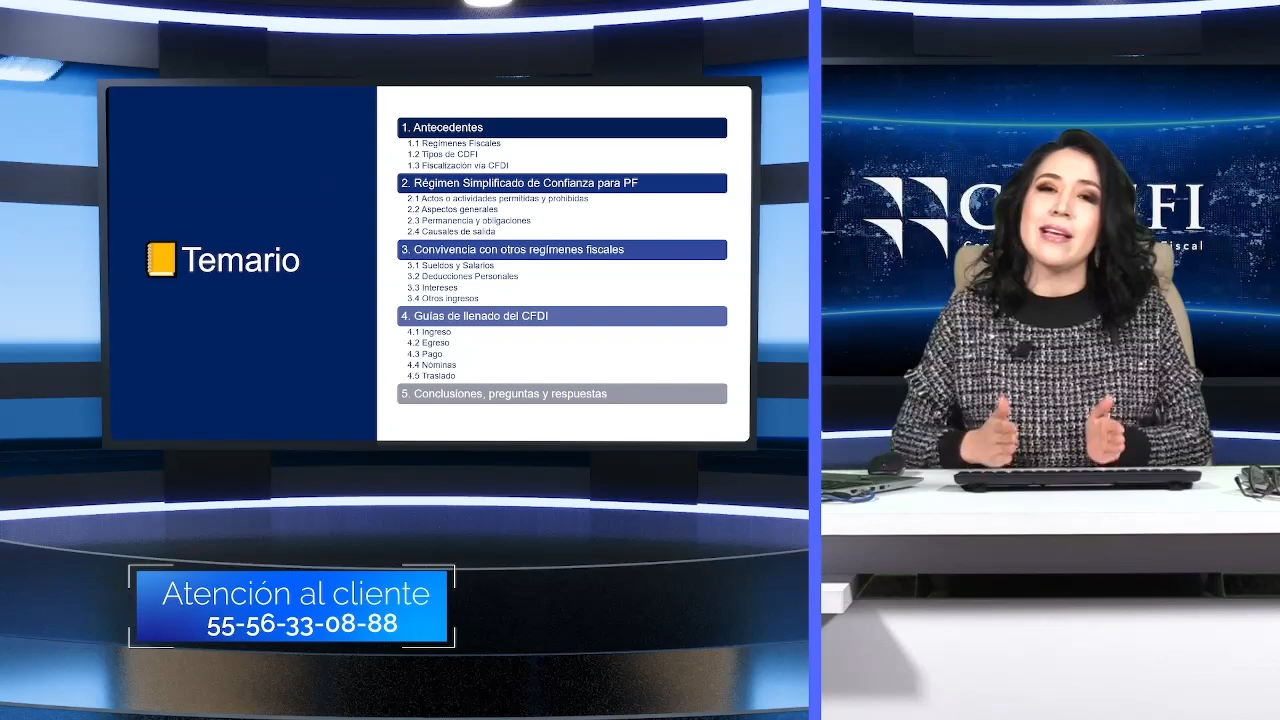 Temario
1. Antecedentes
1.1 Regímenes Fiscales
1.2 Tipos de CDFI
1.3 Fiscalización vía CFDI
2. Régimen Simplificado de Confianza para PF
2.1 Actos o actividades permitidas y prohibidas
2.2 Aspectos generales
2.3 Permanencia y obligaciones
2.4 Causales de salida
3. Convivencia con otros regímenes fiscales
3.1 Sueldos y Salarios
3.2 Deducciones Personales
3.3 Intereses
3.4 Otros ingresos
4. Guías de llenado del CFDI
4.1 Ingreso
4.2 Egreso
4.3 Pago
4.4 Nóminas
4.5 Traslado
5. Conclusiones, preguntas y respuestas
Atención al cliente
55-56-33-08-88